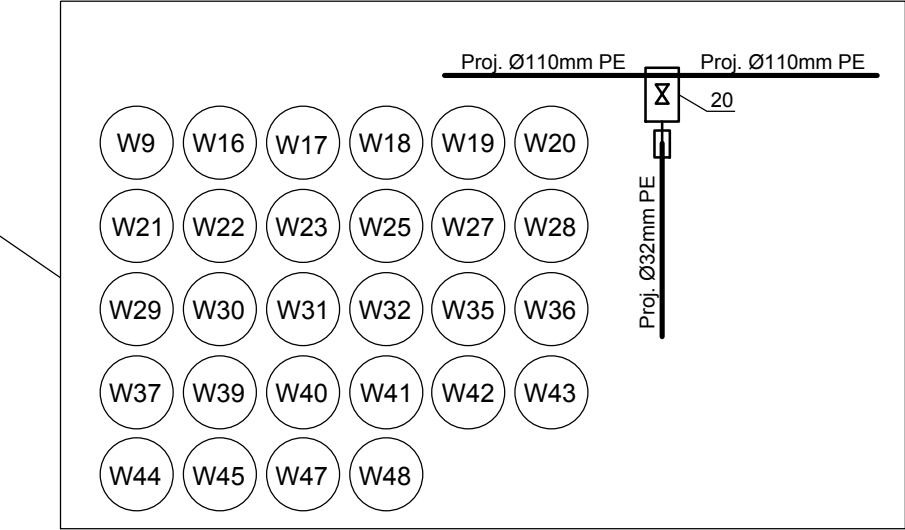 Proj. Ø110mm PE Proj. Ø110mm PE
20
W9 W16 W17 W18 W19 W20
W21 W22 W23 W25 W27 W28
W29 W30 W31 W32 W35 W36
W37 W39 W40 W41 W42 W43
W44 W45 W47 W48
Proj. Ø32mm PE